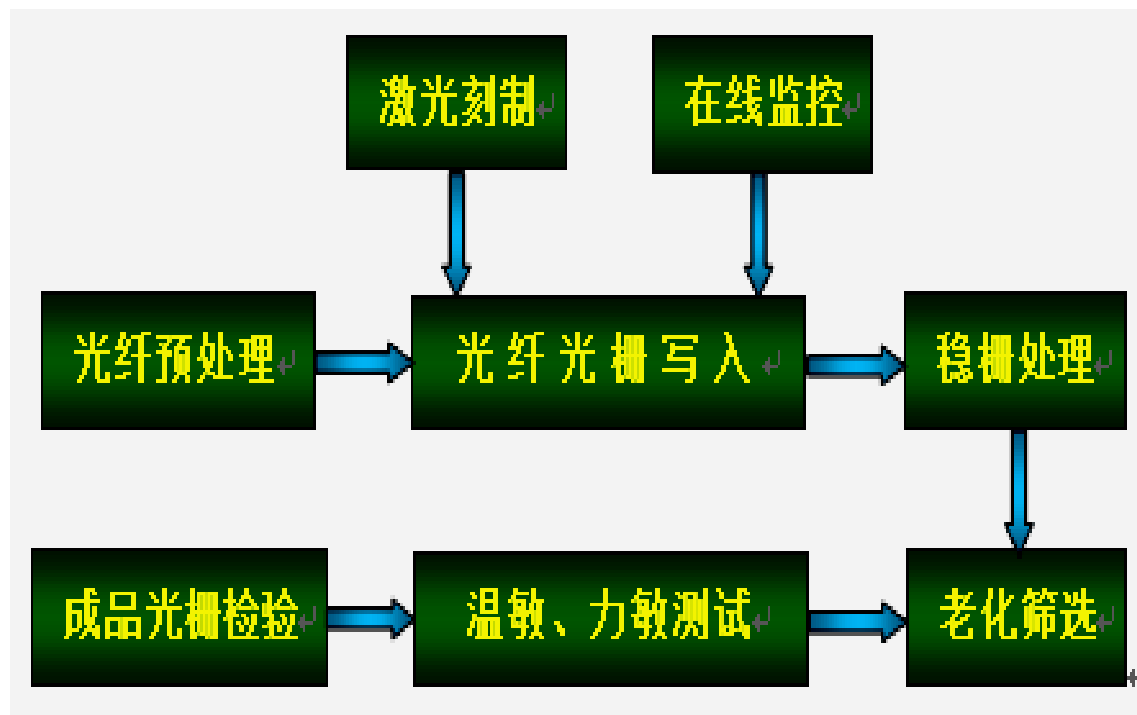 激光刻制
在线监控
光纤预处理
光纤光栅写入
稳栅处理
成品光栅检验
温敏、力敏测试
老化筛选